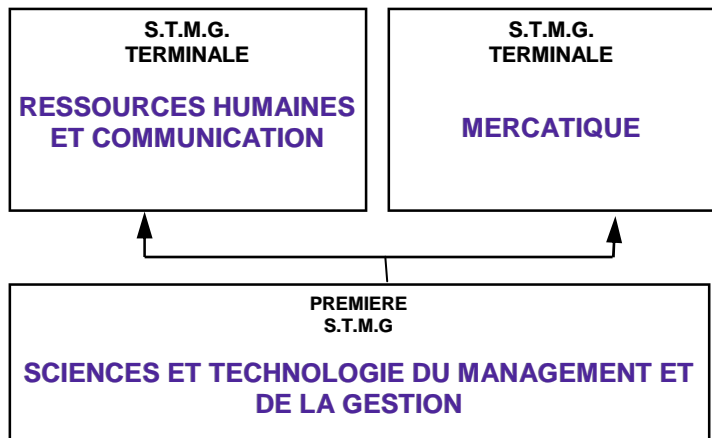 S.T.M.G.
TERMINALE
RESSOURCES HUMAINES
ET COMMUNICATION
S.T.M.G.
TERMINALE
MERCATIQUE
PREMIERE
S.T.M.G
SCIENCES ET TECHNOLOGIE DU MANAGEMENT ET
DE LA GESTION